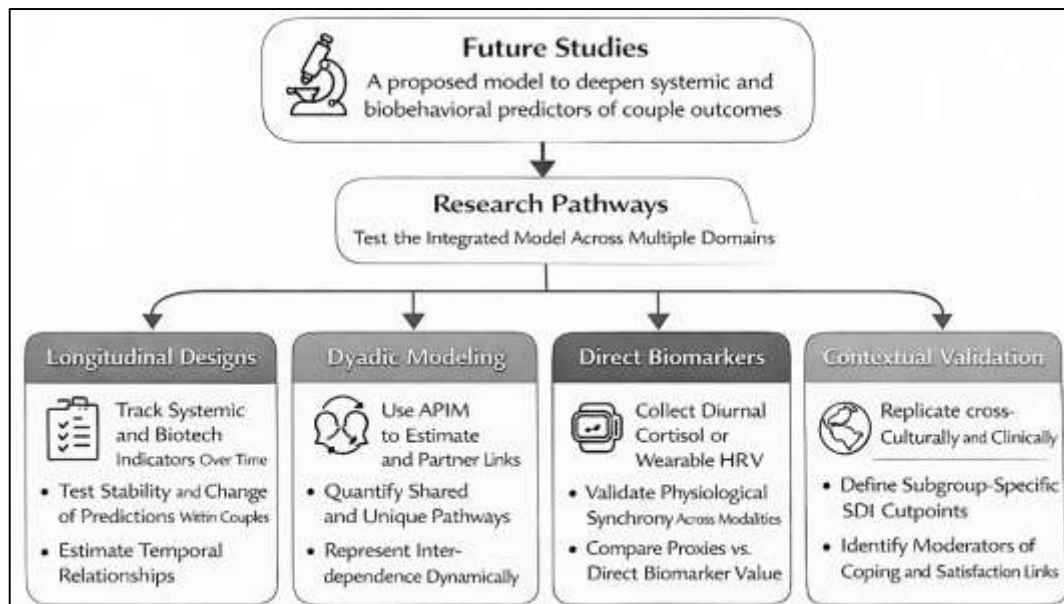 Future Studies
A proposed model to deepen systemic and
biobehavioral predictors of couple outcomes
Research Pathways
Test the Integrated Model Across Multiple Domains
Longitudinal Designs
Track Systemic
and Biotech
Indicators Over Time
• Test Stability and Change
of Predictions Within Couples
• Estimate Temporal
Relationships
Dyadic Modeling
Use APIM
to Estimate
and Partner Links
• Quantify Shared
and Unique Pathways
• Represent Inter-
dependence Dynamically
Direct Biomarkers
Collect Diurnal
Cortisol or
Wearable HRV
• Validate Physiological
Synchrony Across Modalities
• Compare Proxies vs.
Direct Biomarker Value
Contextual Validation
Replicate cross-
Culturally and Clinically
• Define Subgroup-Specific
SDI Cutpoints
• Identify Moderators of
Coping and Satisfaction Links